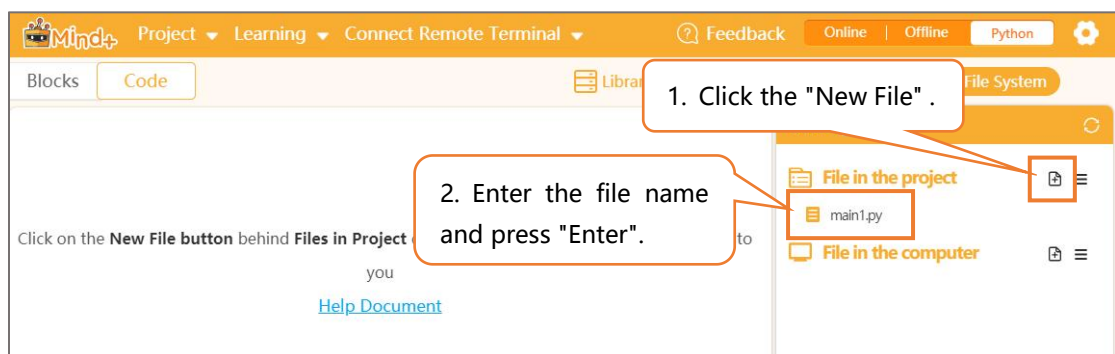 Mind+ Project Learning Connect Remote Terminal Feedback Online | Offline Python
Blocks Code Librar File System
1. Click the "New File" .
File in the project
main1.py
2. Enter the file name
and press "Enter".
Click on the New File button behind Files in Project to
you
File in the computer
Help Document